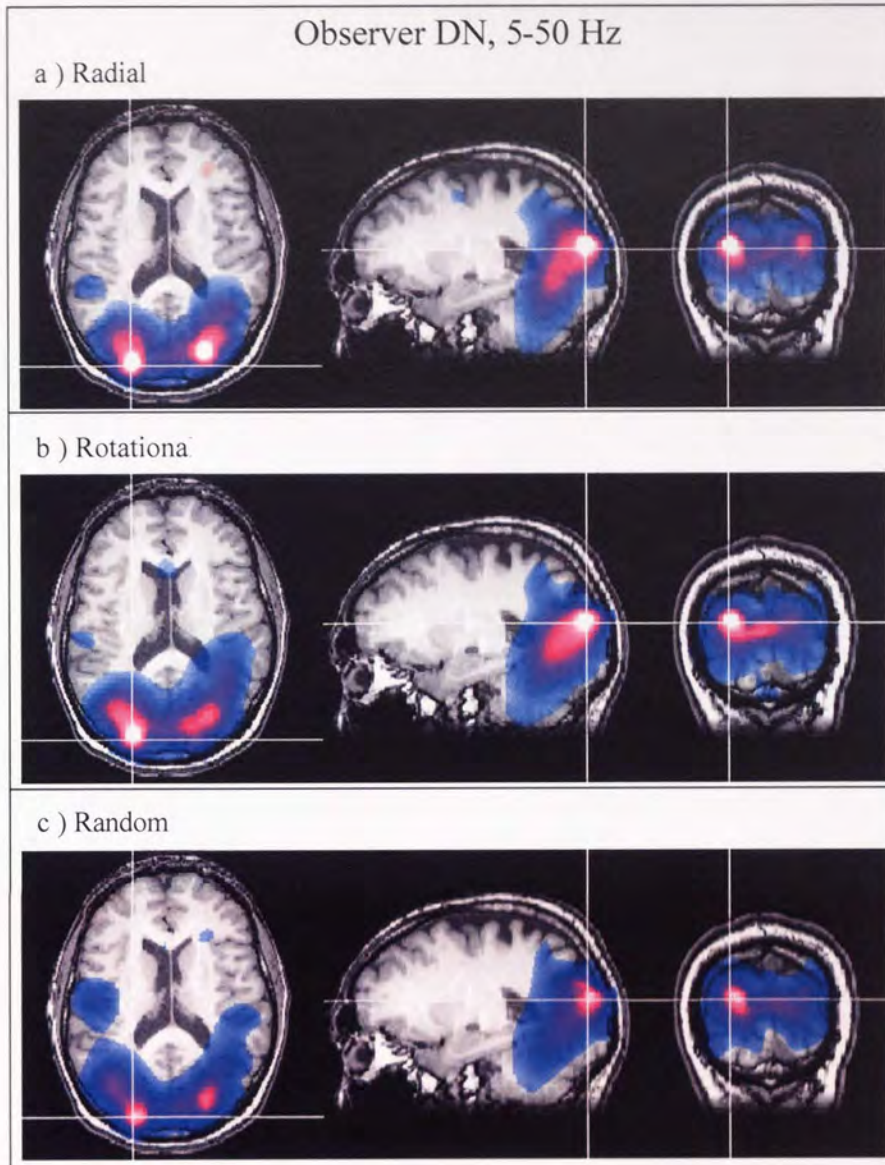 Observer DN, 5-50 Hz
a ) Radial
b ) Rotationa
c ) Random